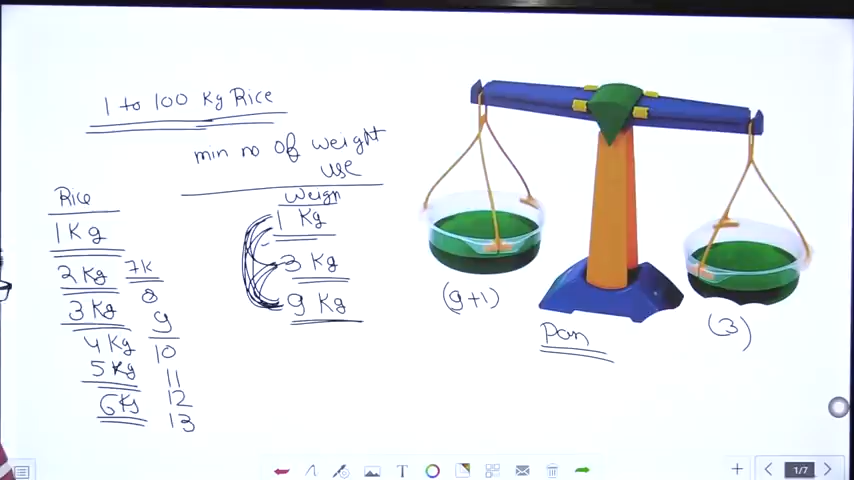 1 to 100 Kg Rice
min no of weight
use
Rice
1 Kg
2 Kg
3 Kg
4 Kg
5 Kg
6 Kg
7K
8
9
10
11
12
13
Weigh
1 Kg
3 Kg
9 Kg
(9+1)
Pan
(3)
T
1/7